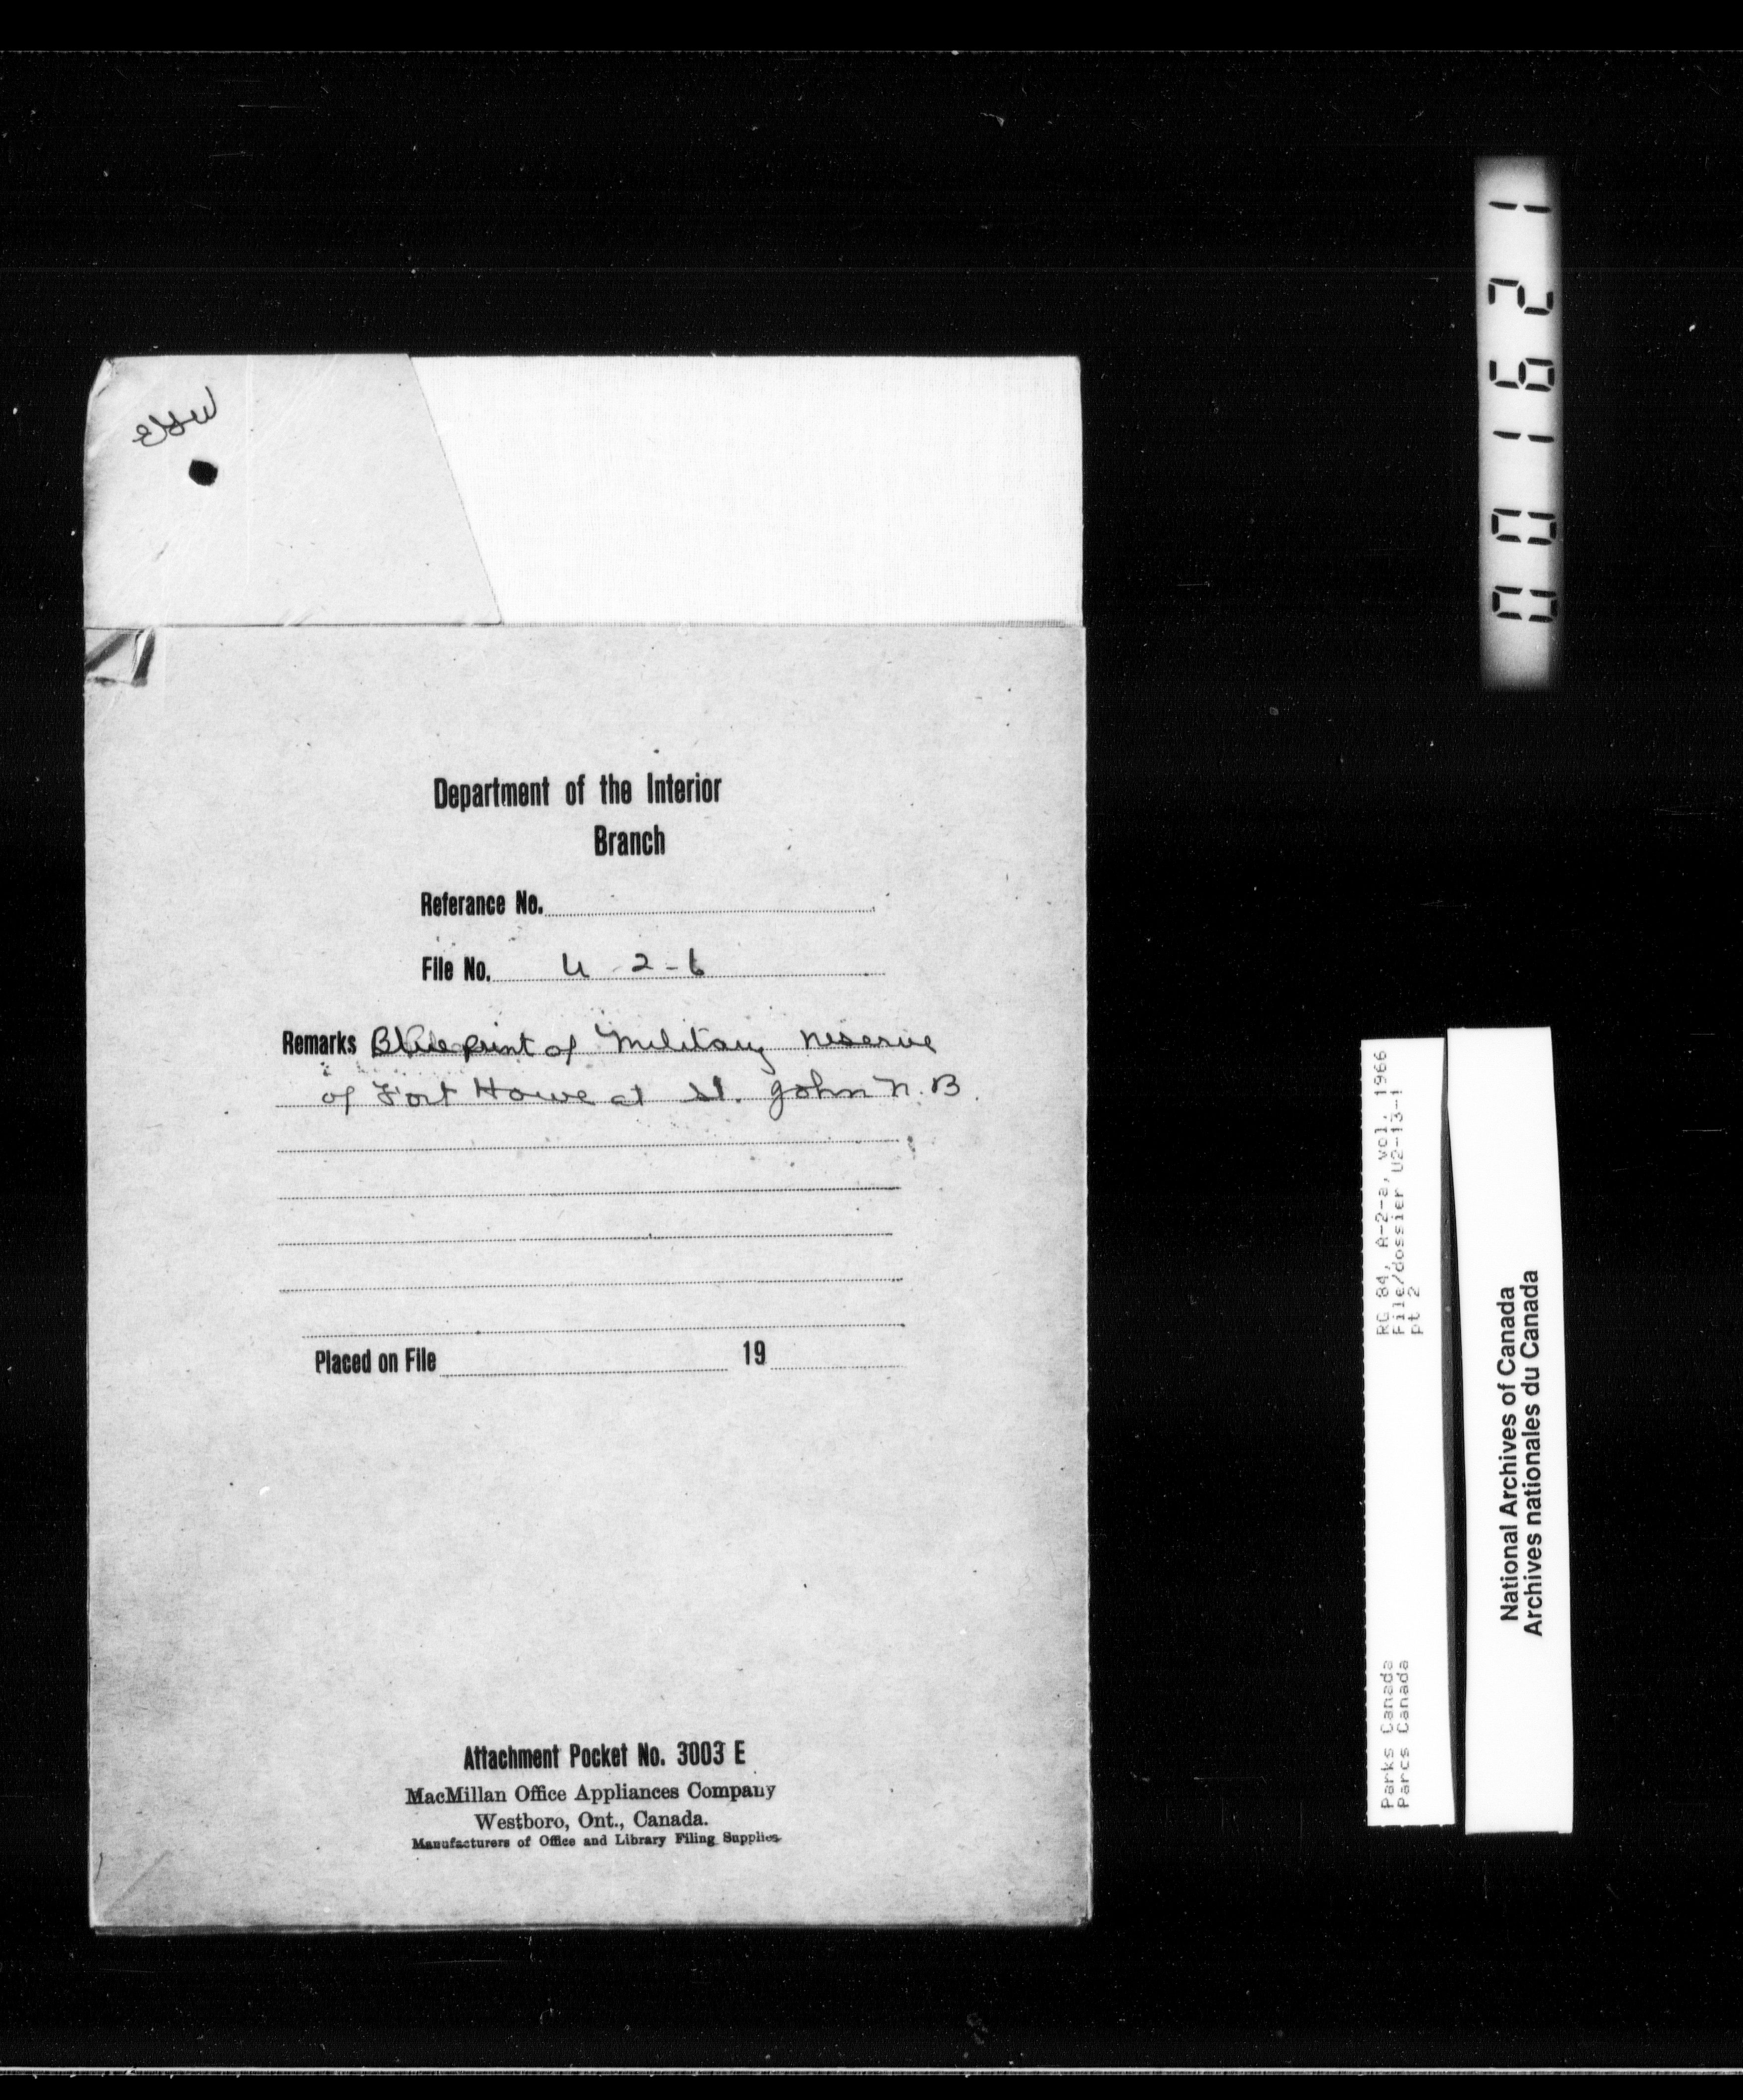 Department of the Interior
Branch
Referance No.
File No. U 2-6
Remarks Blueprint of Military reserve
of Fort Howe at St. John N.B.
Placed on File 19
Attachment Pocket No. 3003 E
MacMillan Office Appliances Company
Westboro, Ont., Canada.
Manufacturers of Office and Library Filing Supplies
001621
RG 84, A-2-a, vol. 1966
File/dossier U2-13-1
pt 2
Parks Canada
Parcs Canada
National Archives of Canada
Archives nationales du Canada